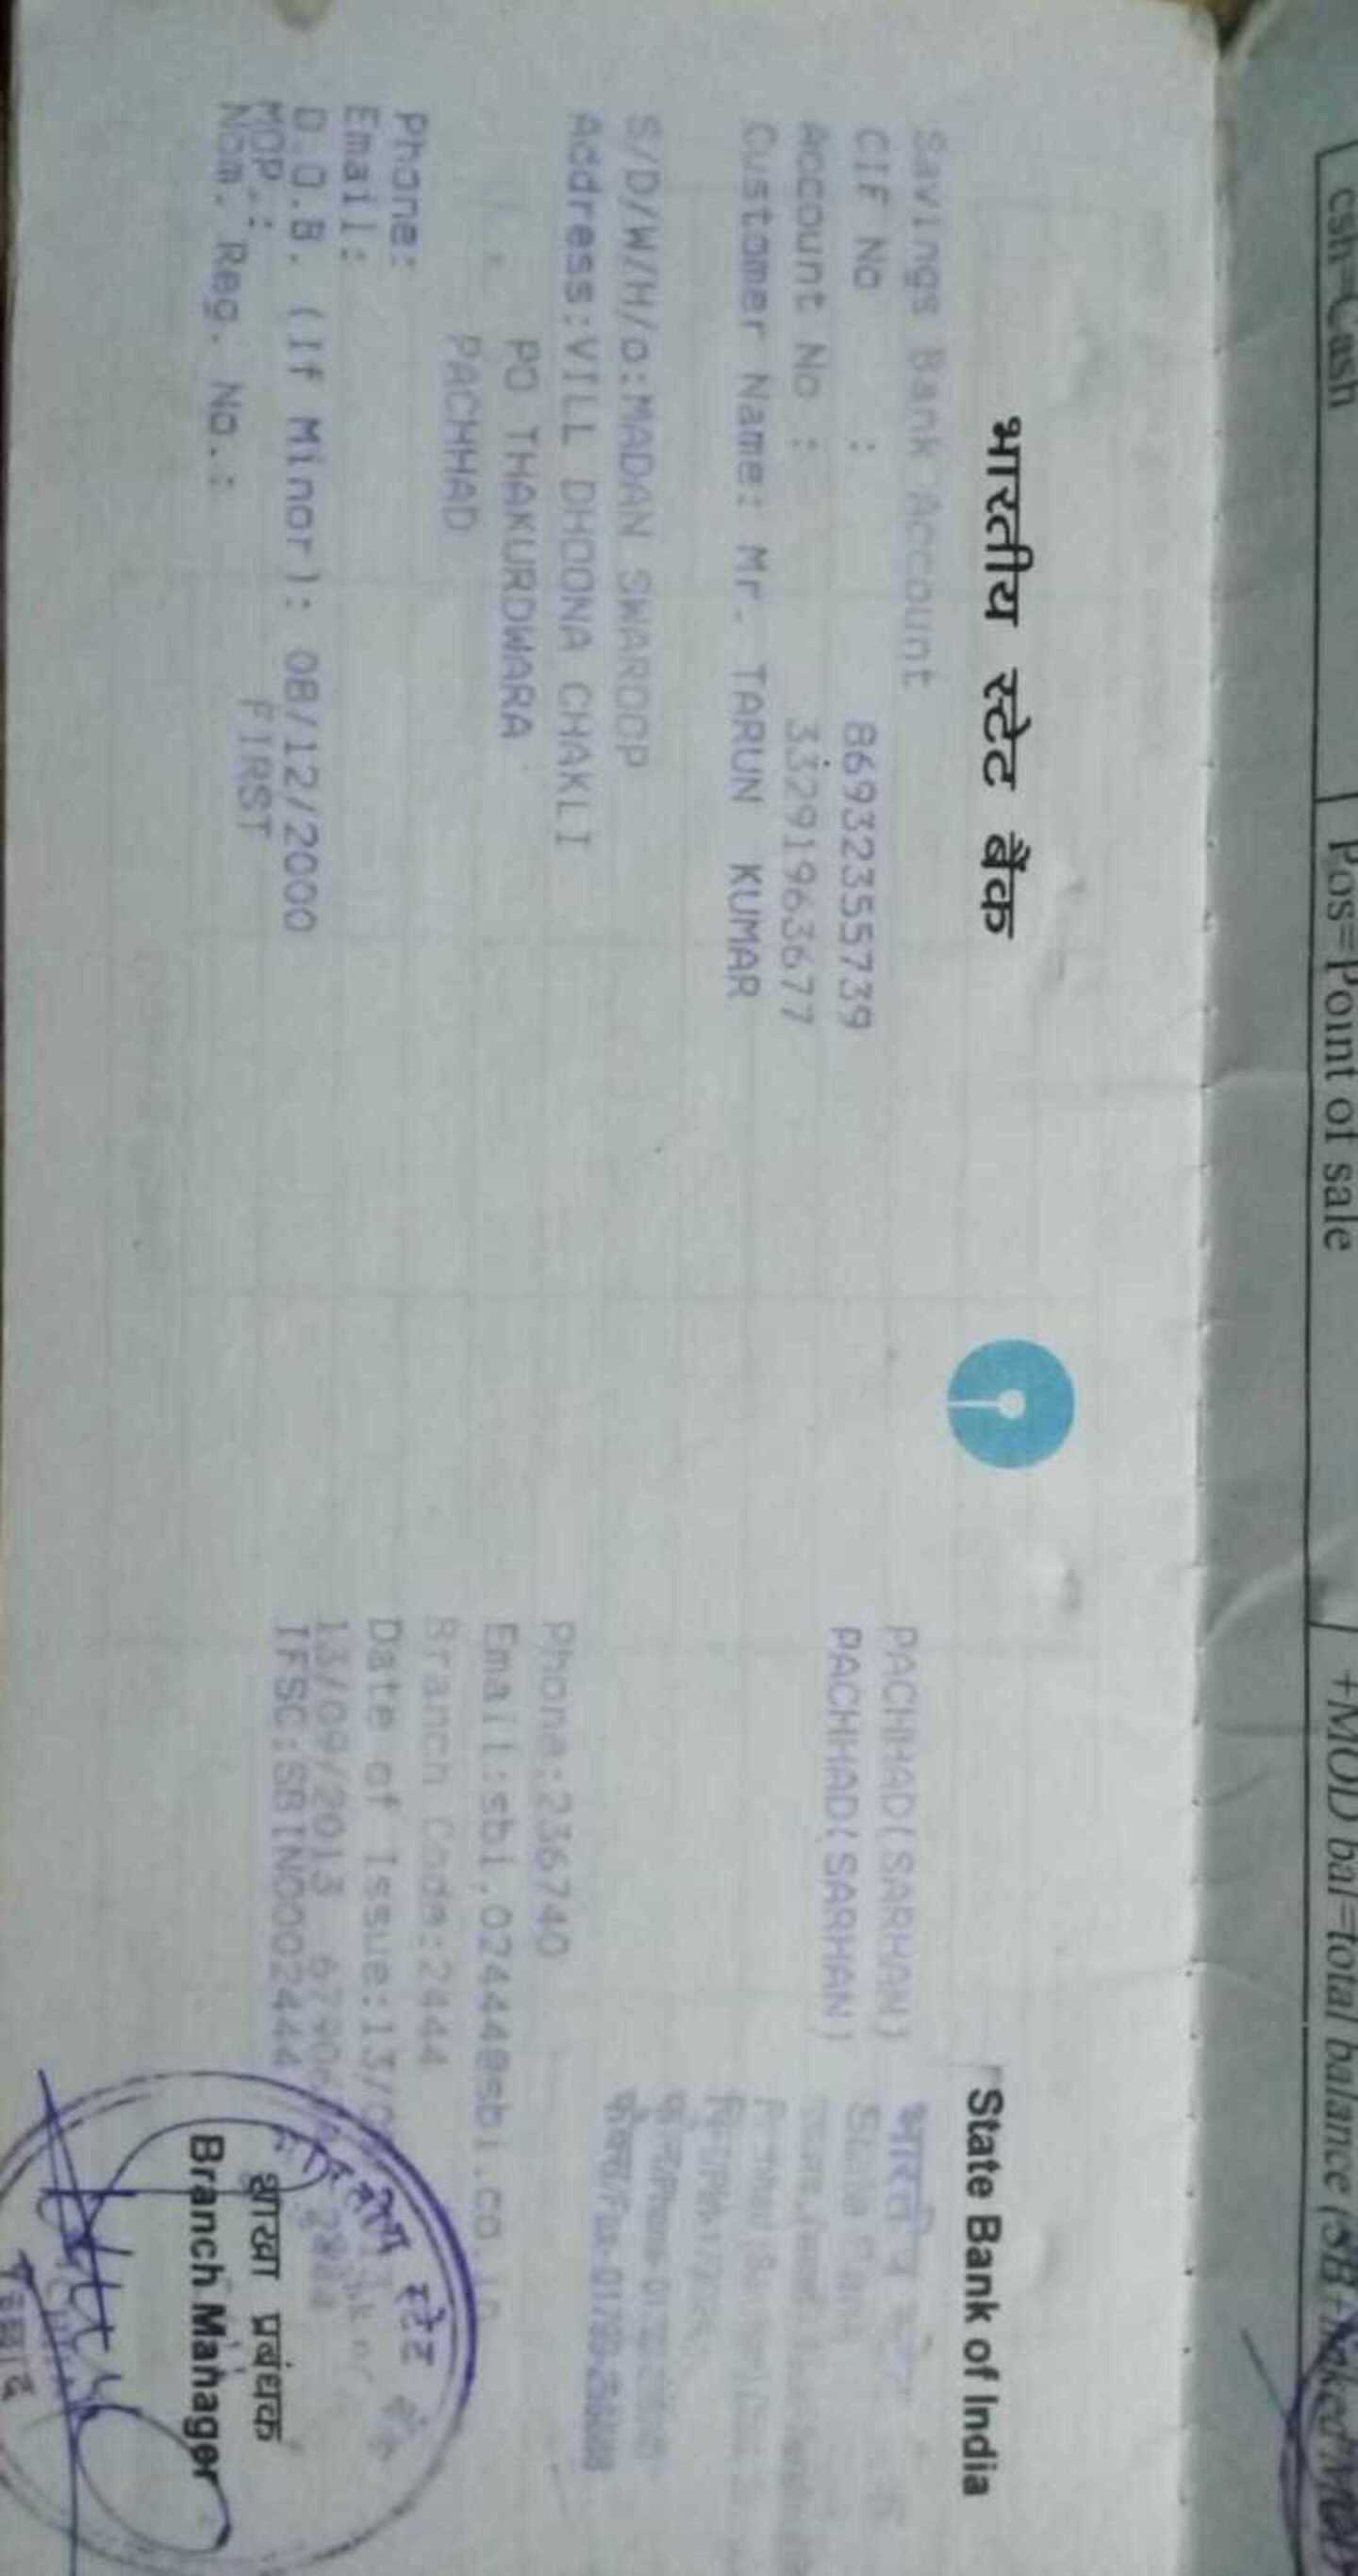 csh=Cash Pos=Point of sale +MOD bal=total balance (SB+
भारतीय स्टेट बैंक
State Bank of India
Savings Bank Account
CIF No : 86932355739
Account No : 33291963677
Customer Name: Mr. TARUN KUMAR
S/D/W/H/o:MADAN SWAROOP
Address:VILL DHOONA CHAKLI
PO THAKURDWARA
PACHHAD
Phone:
Email:
D.O.B. (If Minor): 08/12/2000
MOP.: FIRST
Nom. Reg. No.:
PACHHAD(SARHAN)
PACHHAD(SARHAN)
Phone:236740
Email:sbi.02444@sbi.co.in
Branch Code:2444
Date of Issue:13/
13/09/2013
IFSC:SBIN0002444
भारतीय स्टेट
शाखा प्रबंधक
Branch Manager